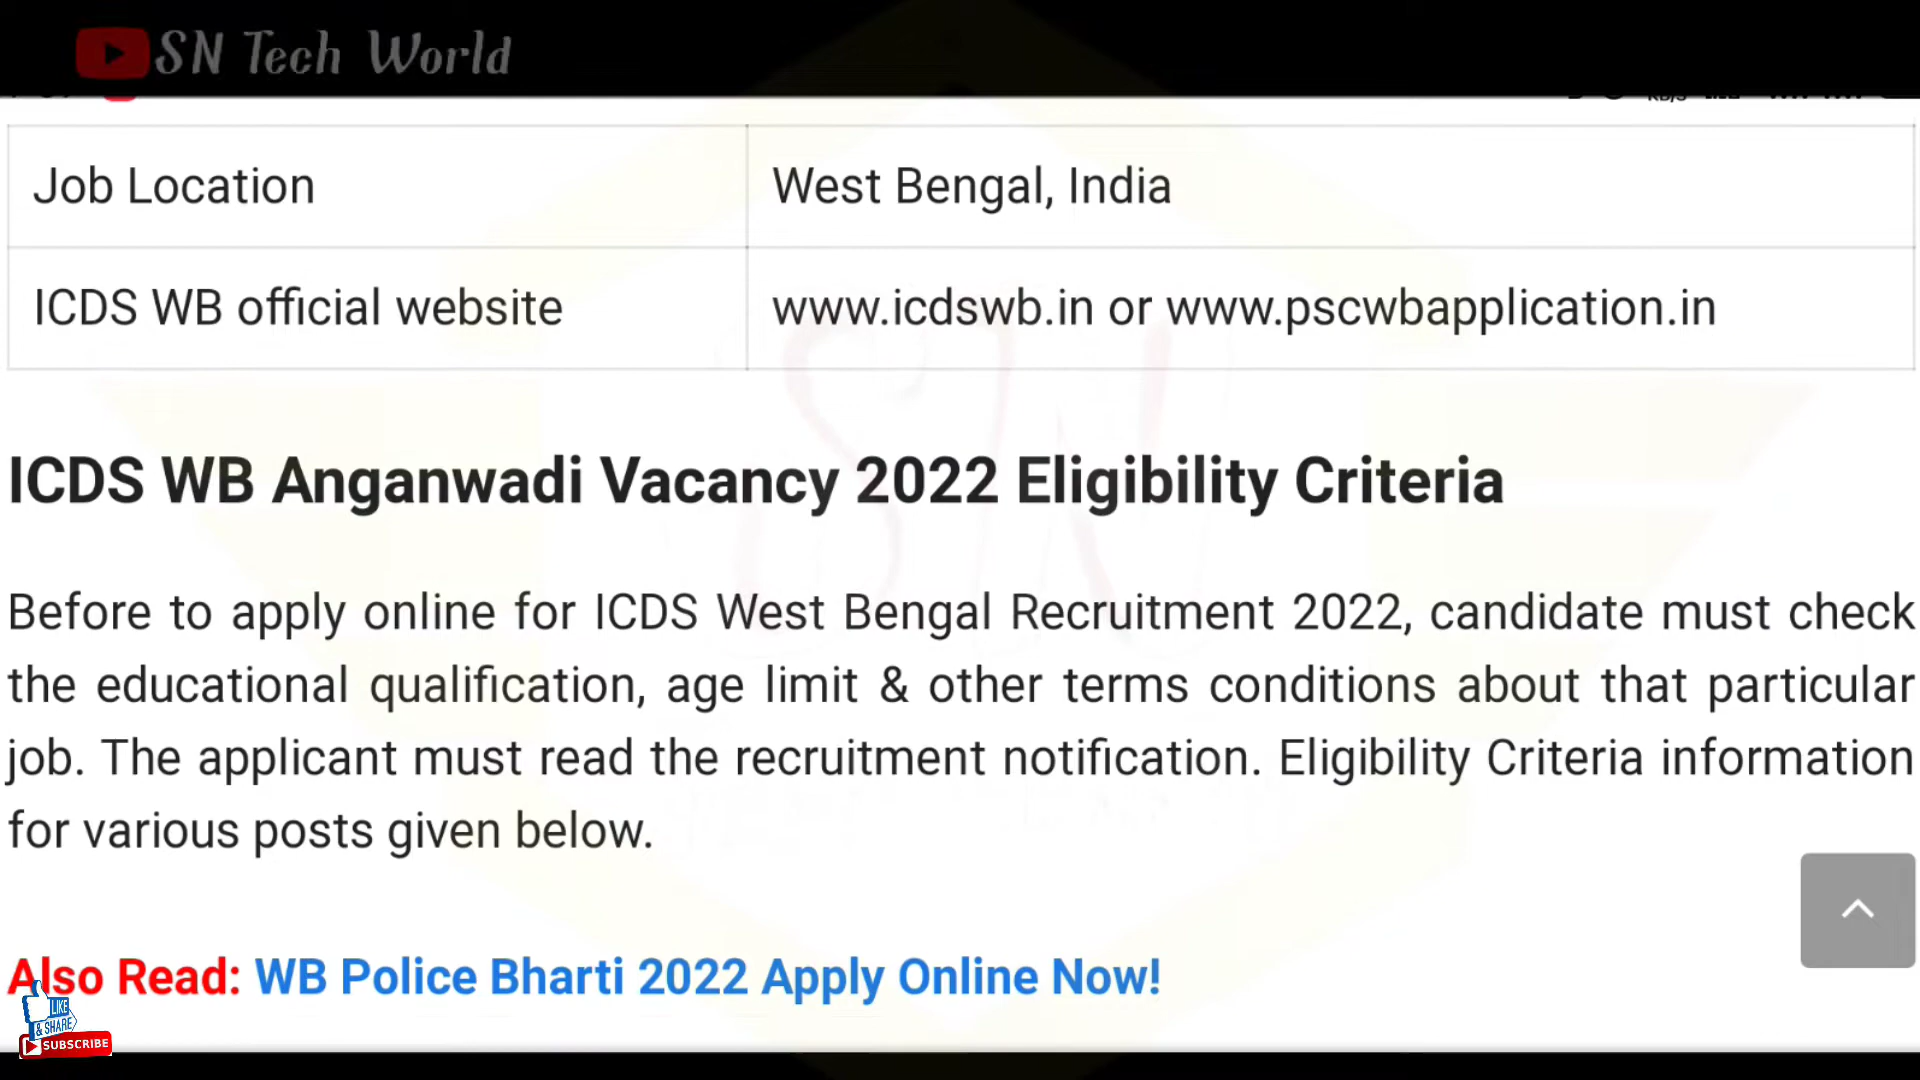 SN Tech World
Job Location
West Bengal, India
ICDS WB official website
www.icdswb.in or www.pscwbapplication.in
ICDS WB Anganwadi Vacancy 2022 Eligibility Criteria
Before to apply online for ICDS West Bengal Recruitment 2022, candidate must check
the educational qualification, age limit & other terms conditions about that particular
job. The applicant must read the recruitment notification. Eligibility Criteria information
for various posts given below.
Also Read: WB Police Bharti 2022 Apply Online Now!
LIKE
& SHARE
SUBSCRIBE
SN